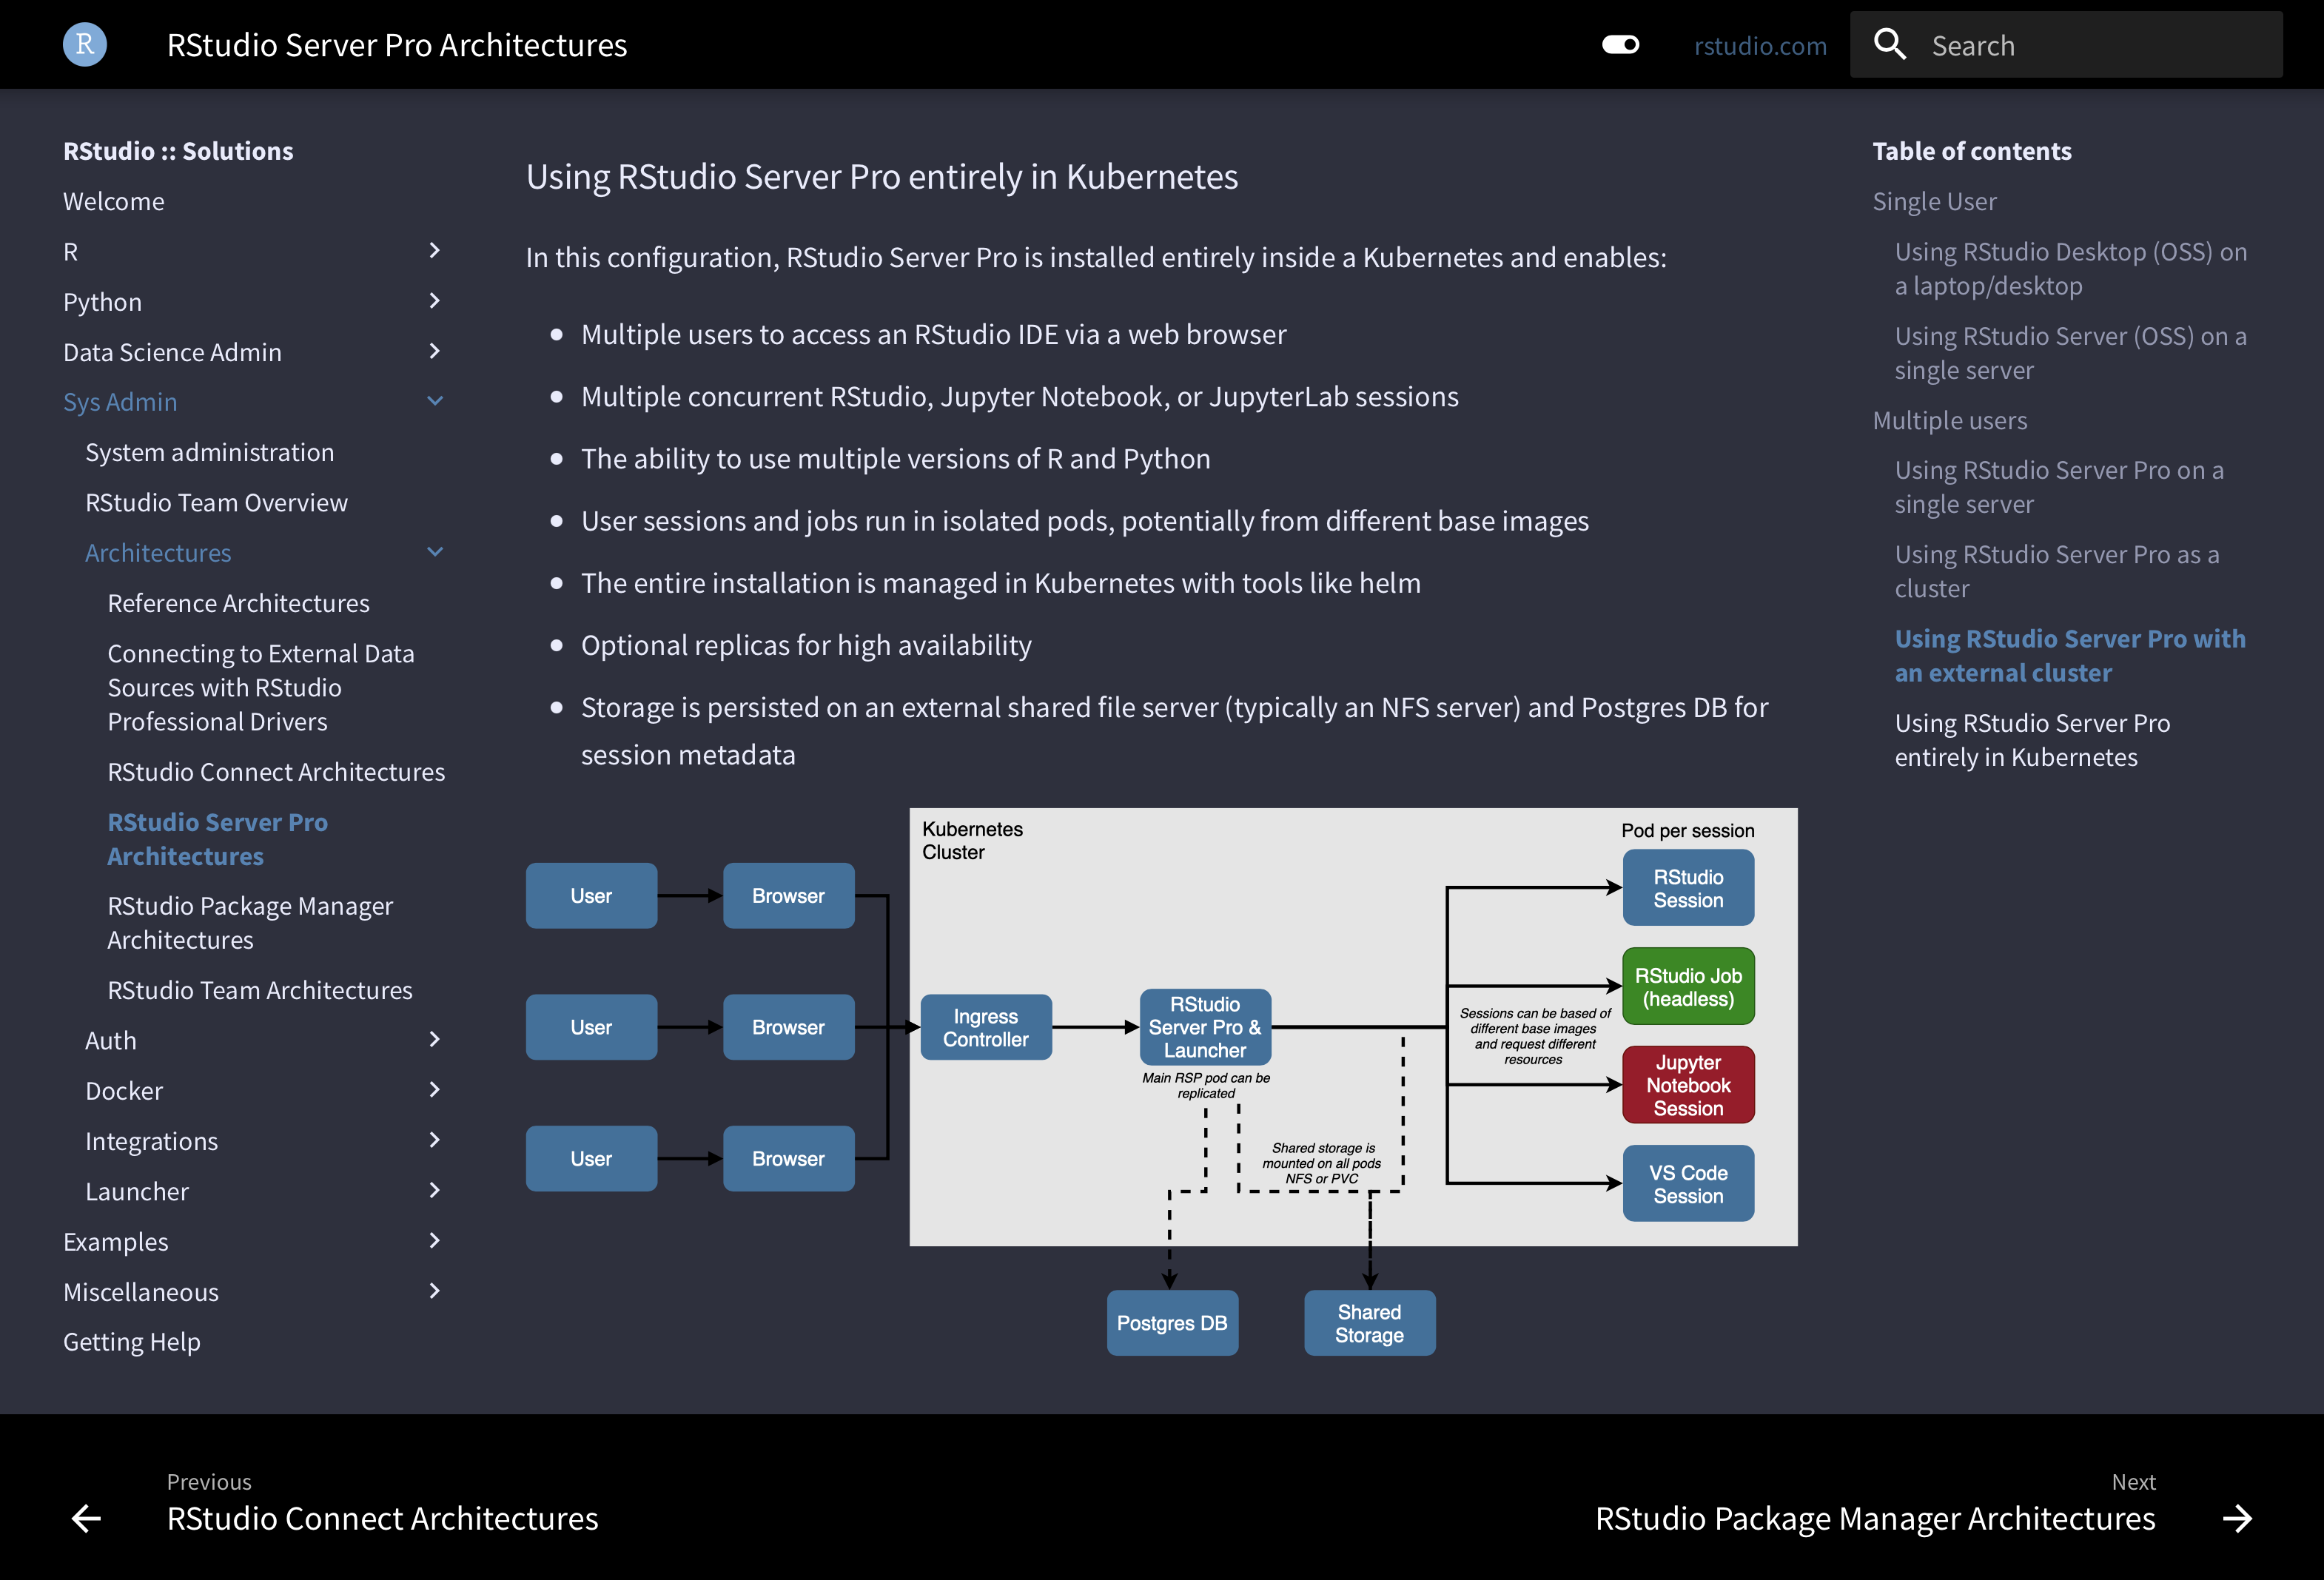 R
RStudio Server Pro Architectures
rstudio.com
Search
RStudio :: Solutions
Welcome
R
Python
Data Science Admin
Sys Admin
System administration
RStudio Team Overview
Architectures
Reference Architectures
Connecting to External Data
Sources with RStudio
Professional Drivers
RStudio Connect Architectures
RStudio Server Pro
Architectures
RStudio Package Manager
Architectures
RStudio Team Architectures
Auth
Docker
Integrations
Launcher
Examples
Miscellaneous
Getting Help
Using RStudio Server Pro entirely in Kubernetes
In this configuration, RStudio Server Pro is installed entirely inside a Kubernetes and enables:
Multiple users to access an RStudio IDE via a web browser
Multiple concurrent RStudio, Jupyter Notebook, or JupyterLab sessions
The ability to use multiple versions of R and Python
User sessions and jobs run in isolated pods, potentially from different base images
The entire installation is managed in Kubernetes with tools like helm
Optional replicas for high availability
Storage is persisted on an external shared file server (typically an NFS server) and Postgres DB for
session metadata
Kubernetes
Cluster
Pod per session
User
Browser
User
Browser
User
Browser
Ingress
Controller
RStudio
Server Pro &
Launcher
Main RSP pod can be
replicated
Shared storage is
mounted on all pods
NFS or PVC
Sessions can be based of
different base images
and request different
resources
RStudio
Session
RStudio Job
(headless)
Jupyter
Notebook
Session
VS Code
Session
Postgres DB
Shared
Storage
Table of contents
Single User
Using RStudio Desktop (OSS) on
a laptop/desktop
Using RStudio Server (OSS) on a
single server
Multiple users
Using RStudio Server Pro on a
single server
Using RStudio Server Pro as a
cluster
Using RStudio Server Pro with
an external cluster
Using RStudio Server Pro
entirely in Kubernetes
Previous
RStudio Connect Architectures
Next
RStudio Package Manager Architectures